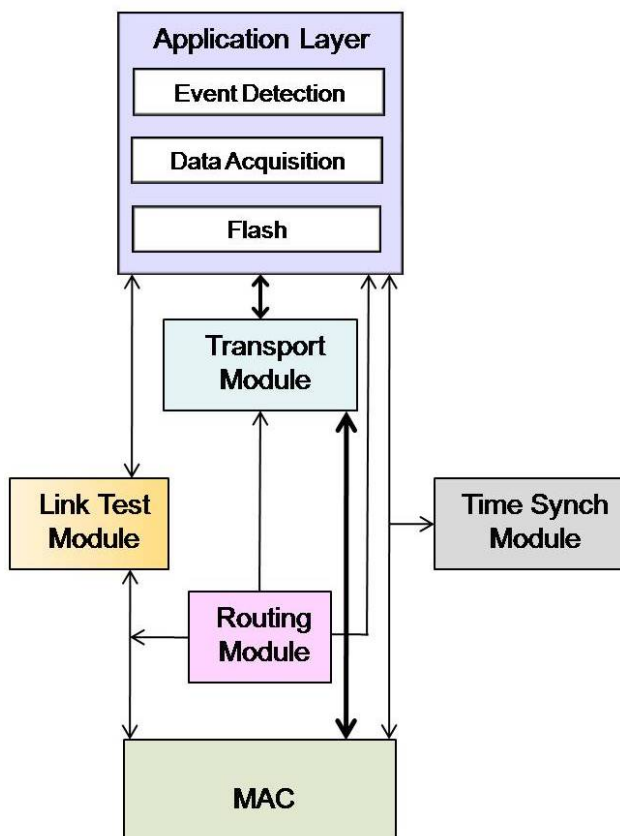 Application Layer
Event Detection
Data Acquisition
Flash
Transport
Module
Link Test
Module
Time Synch
Module
Routing
Module
MAC